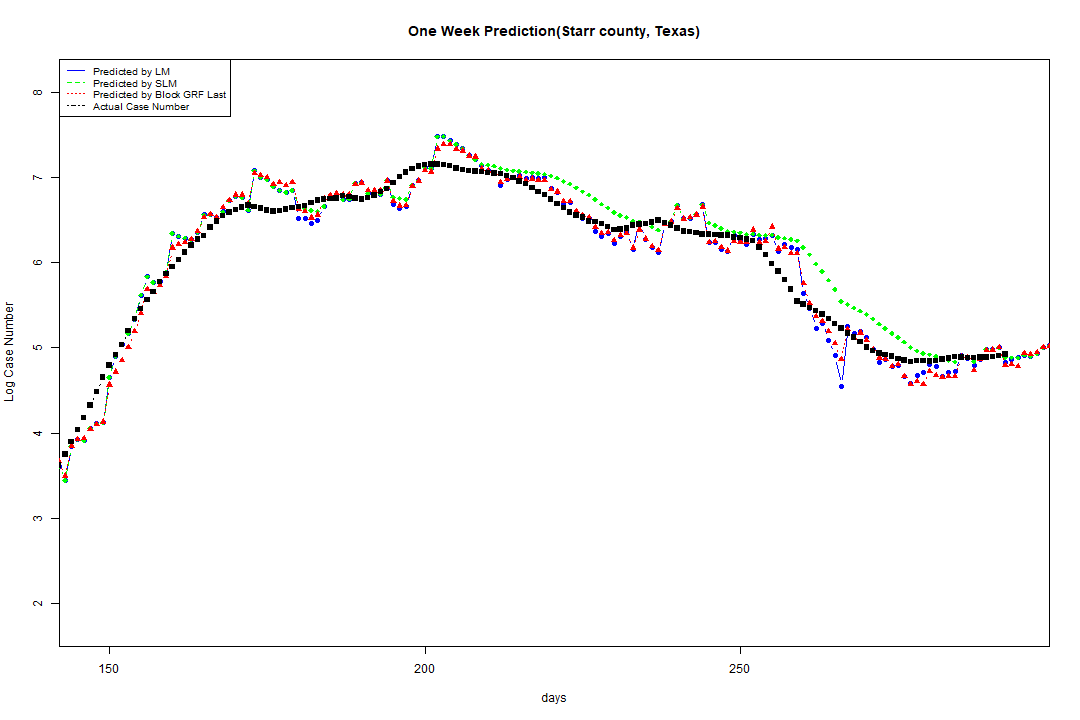 One Week Prediction(Starr county, Texas)
Predicted by LM
Predicted by SLM
Predicted by Block GRF Last
Actual Case Number
8
7
6
5
4
3
2
Log Case Number
150 200 250
days